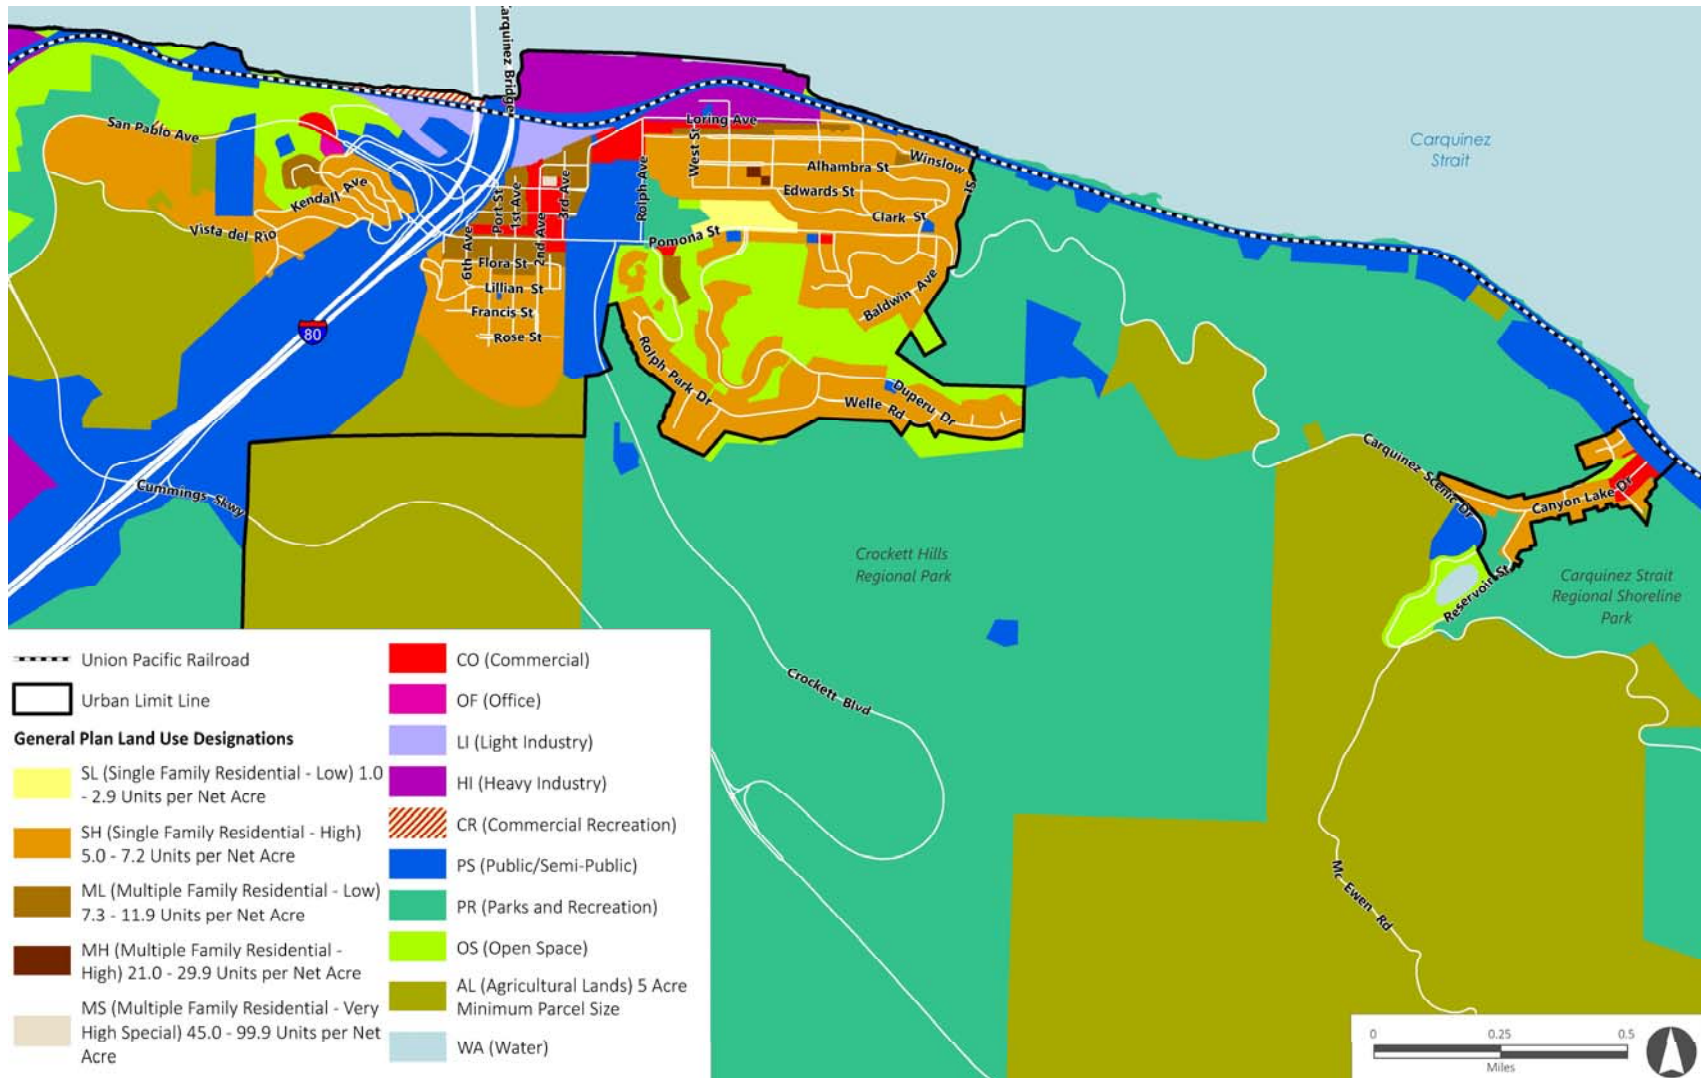 Carquinez Bridge
San Pablo Ave
Loring Ave
Carquinez
Strait
West St
Winslow St
Alhambra St
Kendall Ave
Edwards St
Port St
1st Ave
2nd Ave
3rd Ave
Rolph Ave
Clark St
Vista del Rio
Pomona St
6th Ave
Flora St
Lillian St
Baldwin Ave
Francis St
80
Rose St
Rolph Park Dr
Duperu Dr
Welle Rd
Carquinez Scenic Dr
Cummings Skwy
Canyon Lake Dr
Crockett Hills
Regional Park
Carquinez Strait
Regional Shoreline
Park
Reservoir St
Crockett Blvd
Mc Ewen Rd
Union Pacific Railroad
Urban Limit Line
General Plan Land Use Designations
SL (Single Family Residential - Low) 1.0
- 2.9 Units per Net Acre
SH (Single Family Residential - High)
5.0 - 7.2 Units per Net Acre
ML (Multiple Family Residential - Low)
7.3 - 11.9 Units per Net Acre
MH (Multiple Family Residential -
High) 21.0 - 29.9 Units per Net Acre
MS (Multiple Family Residential - Very
High Special) 45.0 - 99.9 Units per Net
Acre
CO (Commercial)
OF (Office)
LI (Light Industry)
HI (Heavy Industry)
CR (Commercial Recreation)
PS (Public/Semi-Public)
PR (Parks and Recreation)
OS (Open Space)
AL (Agricultural Lands) 5 Acre
Minimum Parcel Size
WA (Water)
0 0.25 0.5
Miles